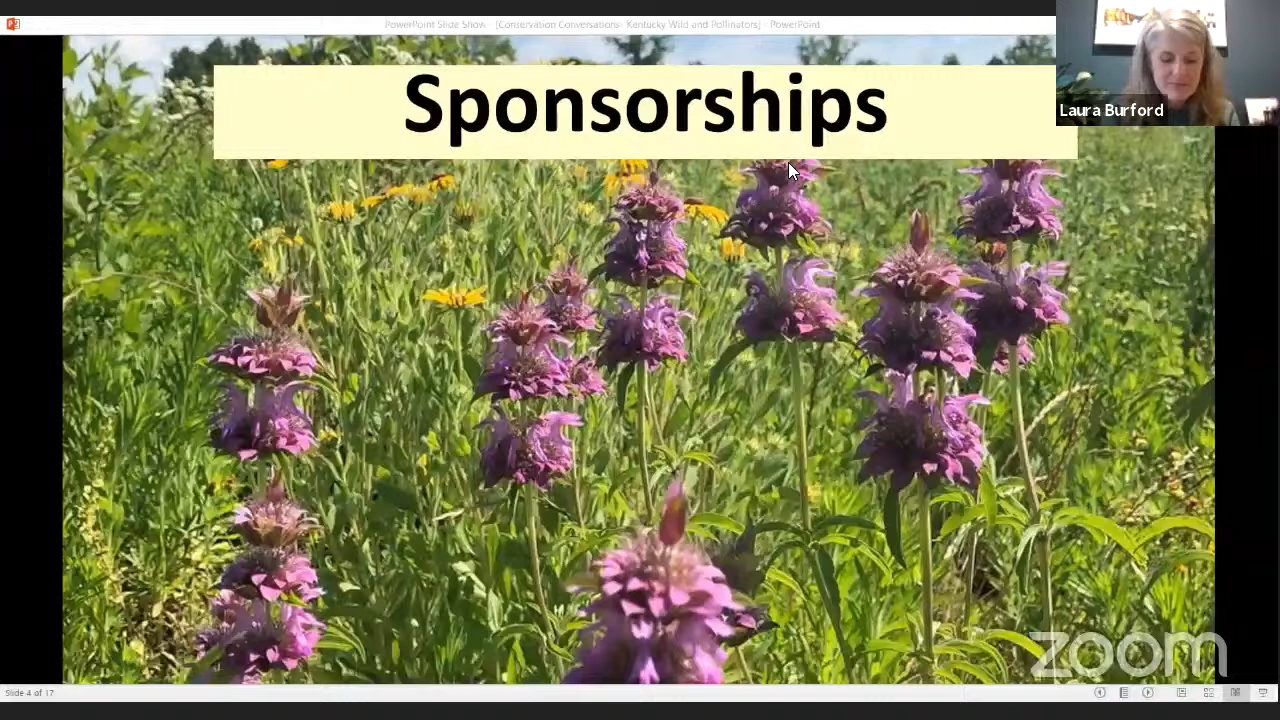 PowerPoint Slide Show - [Conservation Conversations- Kentucky Wild and Pollinators] - PowerPoint
Sponsorships
Laura Burford
zoom
Slide 4 of 17